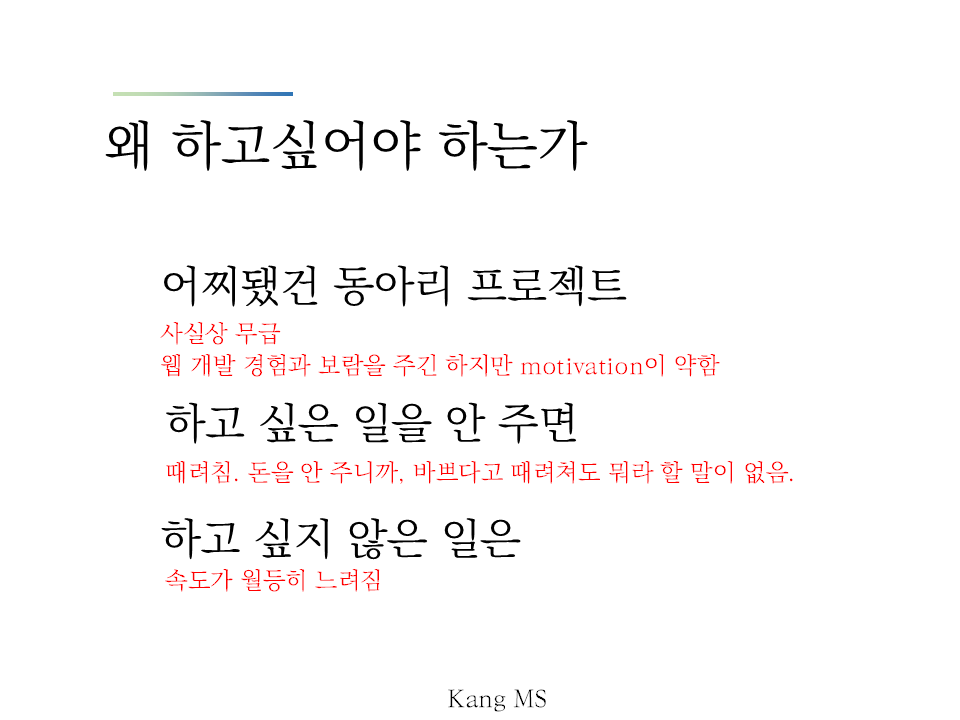 왜 하고싶어야 하는가
어찌됐건 동아리 프로젝트
사실상 무급
웹 개발 경험과 보람을 주긴 하지만 motivation이 약함
하고 싶은 일을 안 주면
때려침. 돈을 안 주니까, 바쁘다고 때려쳐도 뭐라 할 말이 없음.
하고 싶지 않은 일은
속도가 월등히 느려짐
Kang MS